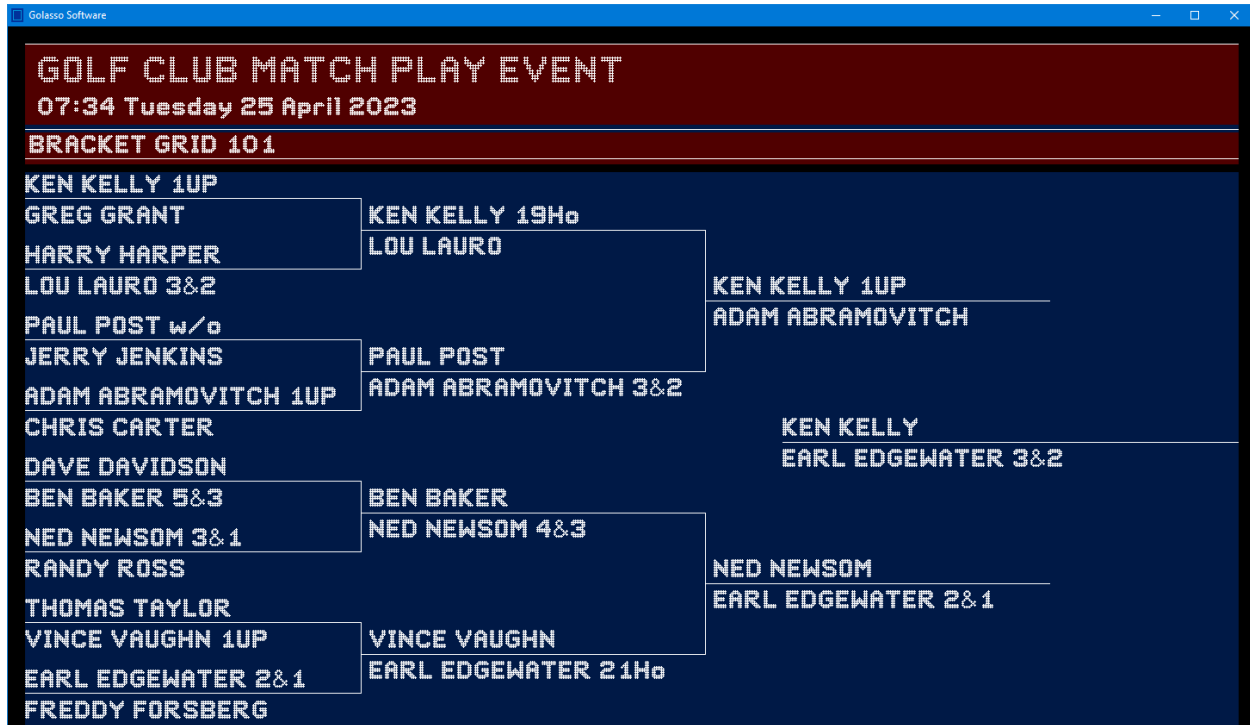 Golasso Software
GOLF CLUB MATCH PLAY EVENT
07:34 Tuesday 25 April 2023
BRACKET GRID 101
KEN KELLY 1UP
GREG GRANT
HARRY HARPER
LOU LAURO 3&2
PAUL POST w/o
JERRY JENKINS
ADAM ABRAMOVITCH 1UP
CHRIS CARTER
DAVE DAVIDSON
BEN BAKER 5&3
NED NEWSOM 3&1
RANDY ROSS
THOMAS TAYLOR
VINCE VAUGHN 1UP
EARL EDGEWATER 2&1
FREDDY FORSBERG
KEN KELLY 19Ho
LOU LAURO
PAUL POST
ADAM ABRAMOVITCH 3&2
BEN BAKER
NED NEWSOM 4&3
VINCE VAUGHN
EARL EDGEWATER 21Ho
KEN KELLY 1UP
ADAM ABRAMOVITCH
NED NEWSOM
EARL EDGEWATER 2&1
KEN KELLY
EARL EDGEWATER 3&2